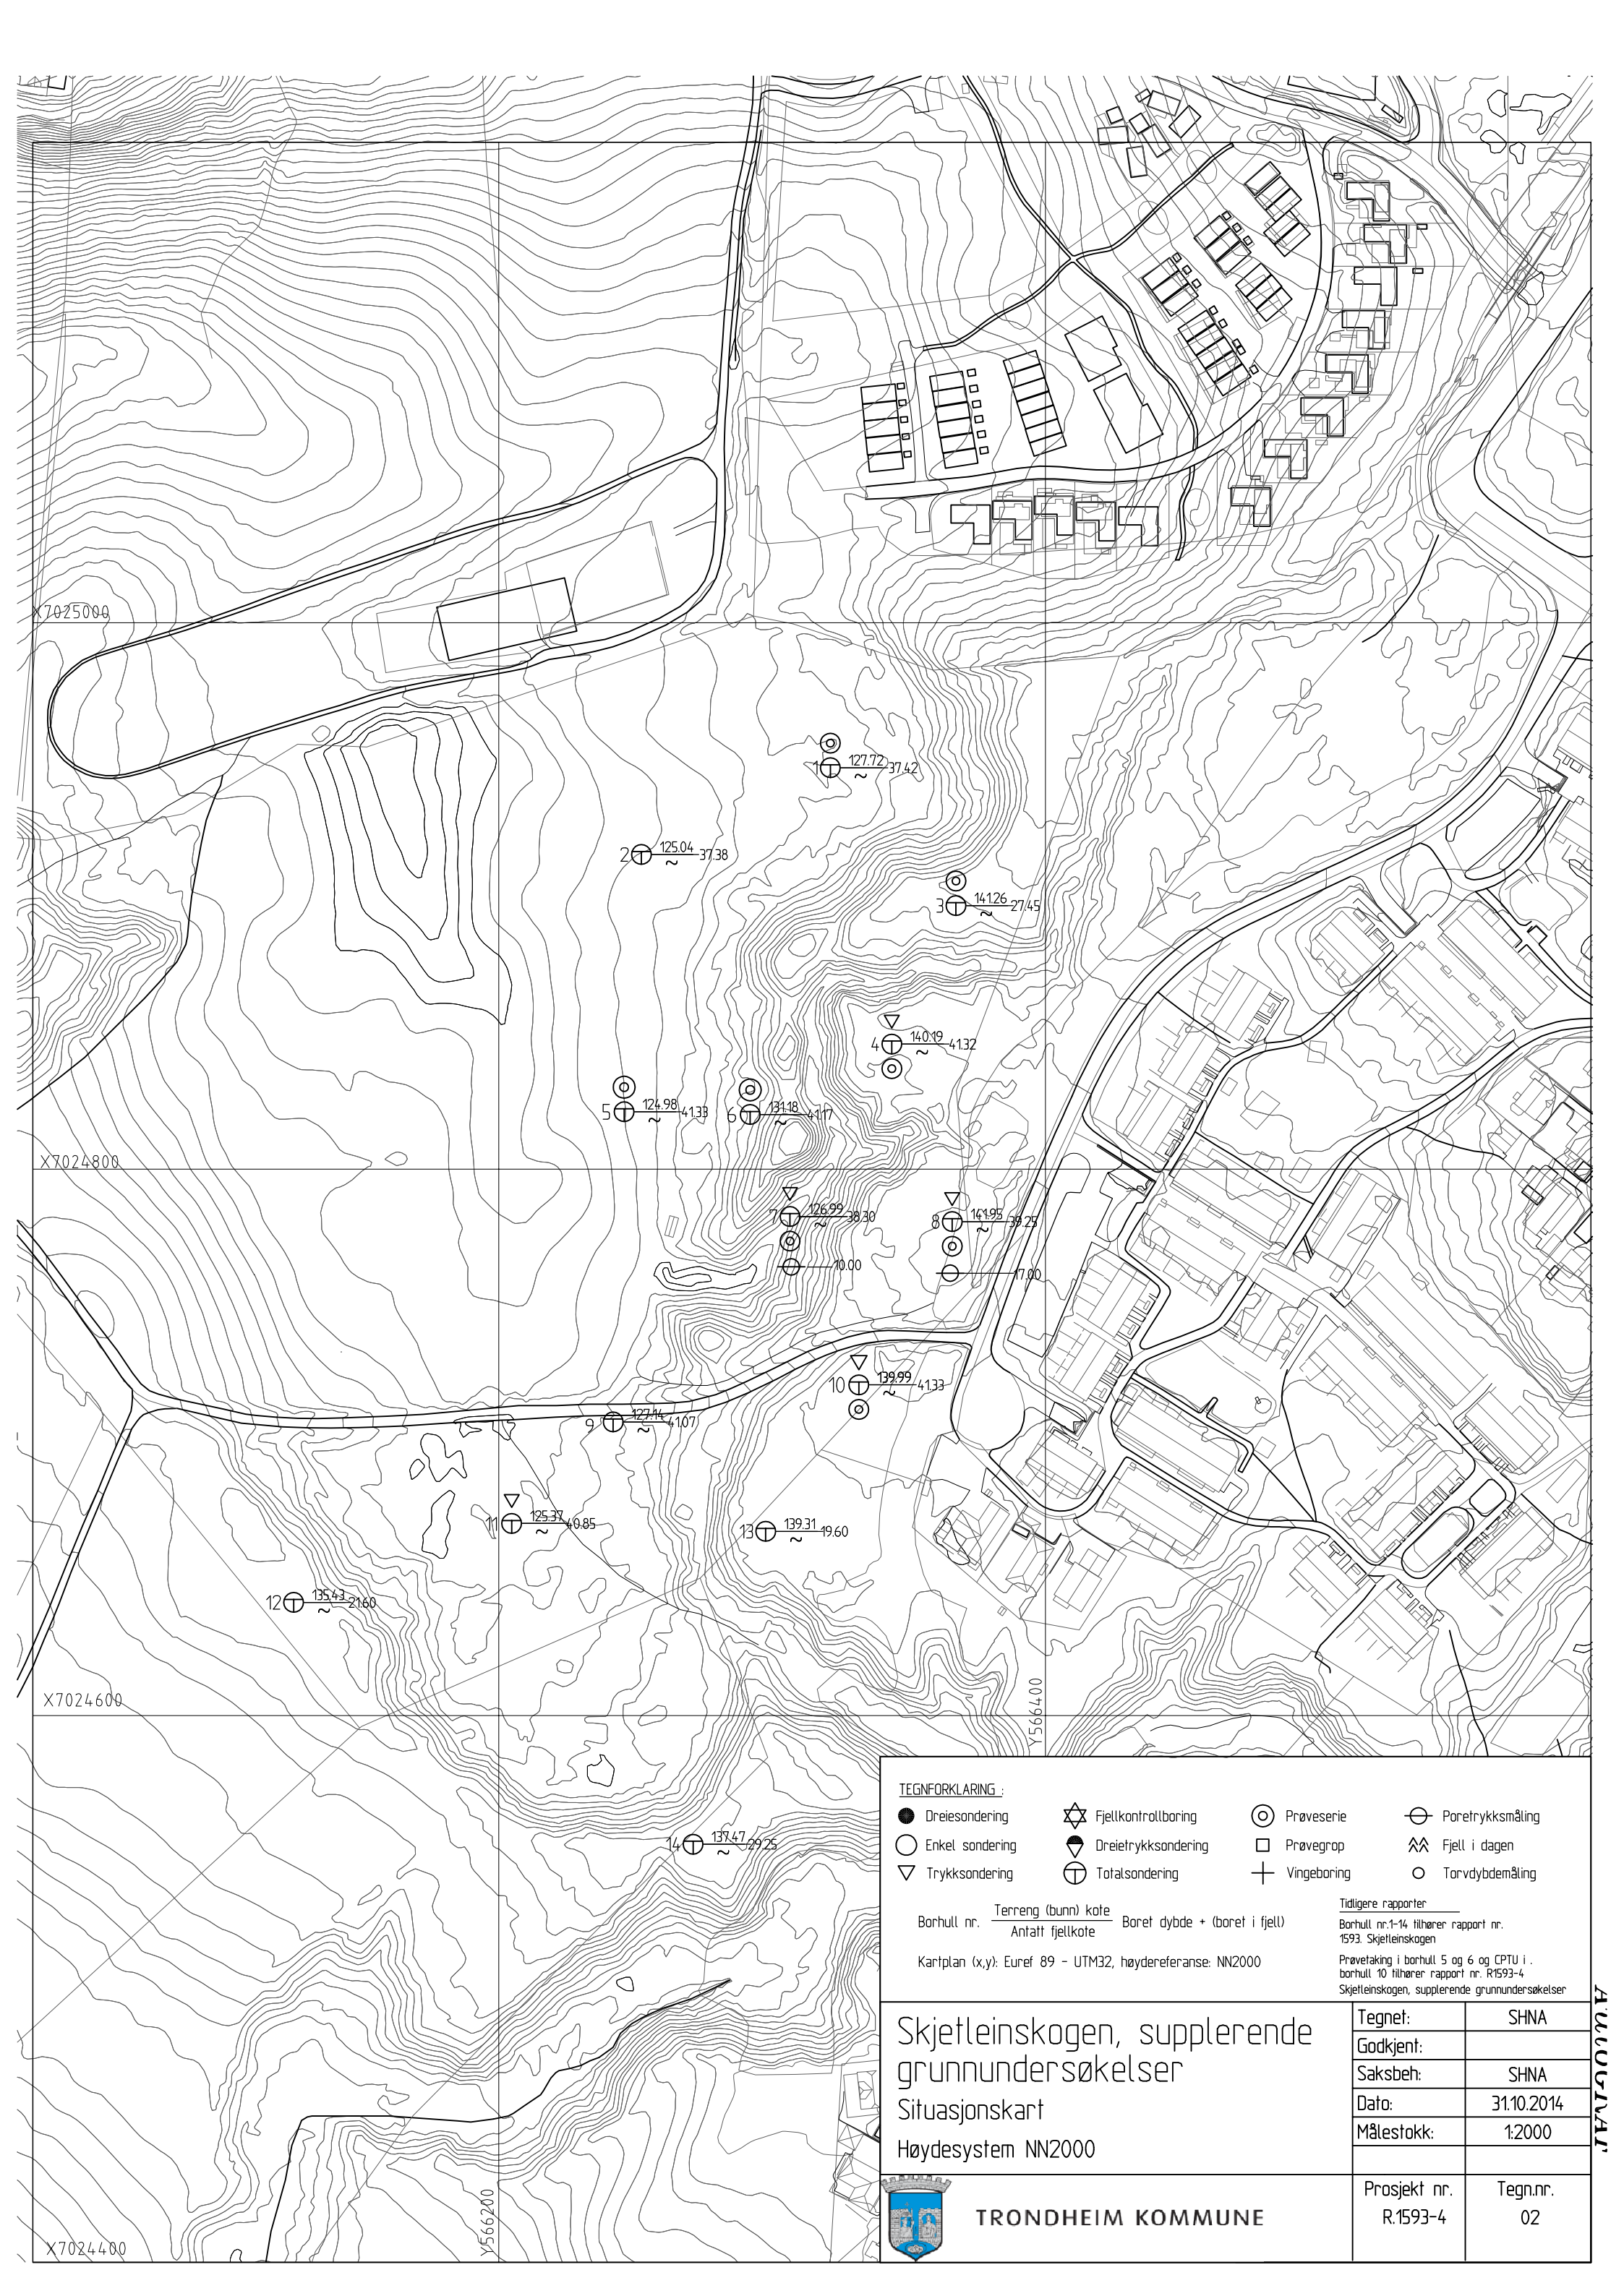 X7025000
1 127.72 ~ 37.42
2 125.04 ~ 37.38
3 141.26 ~ 27.45
4 140.19 ~ 41.32
5 124.98 ~ 41.33
6 131.18 ~ 41.17
X7024800
7 126.99 ~ 38.30
8 141.95 ~ 39.25
10.00
17.00
10 139.99 ~ 41.33
9 127.14 ~ 41.07
11 125.37 ~ 40.85
13 139.31 ~ 19.60
12 135.43 ~ 21.60
X7024600
Y566400
14 137.47 ~ 29.25
Y566200
X7024400
TEGNFORKLARING :
Dreiesondering
Fjellkontrollboring
Prøveserie
Poretrykksmåling
Enkel sondering
Dreietrykksondering
Prøvegrop
Fjell i dagen
Trykksondering
Totalsondering
Vingeboring
Torvdybdemåling
Borhull nr. Terreng (bunn) kote
Antatt fjellkote
Boret dybde + (boret i fjell)
Kartplan (x,y): Euref 89 - UTM32, høydereferanse: NN2000
Tidligere rapporter
Borhull nr.1-14 tilhører rapport nr.
1593. Skjetleinskogen
Prøvetaking i borhull 5 og 6 og CPTU i .
borhull 10 tilhører rapport nr. R1593-4
Skjetleinskogen, supplerende grunnundersøkelser
Skjetleinskogen, supplerende
grunnundersøkelser
Situasjonskart
Høydesystem NN2000
Tegnet: SHNA
Godkjent:
Saksbeh: SHNA
Dato: 31.10.2014
Målestokk: 1:2000
TRONDHEIM KOMMUNE
Prosjekt nr.
R.1593-4
Tegn.nr.
02